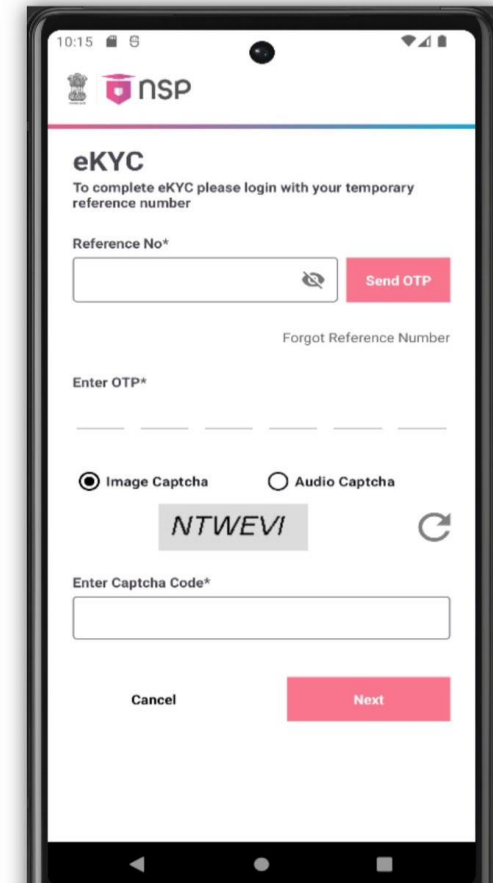 10:15
nsp
eKYC
To complete eKYC please login with your temporary
reference number
Reference No*
Send OTP
Forgot Reference Number
Enter OTP*
Image Captcha Audio Captcha
NTWEVI
Enter Captcha Code*
Cancel Next